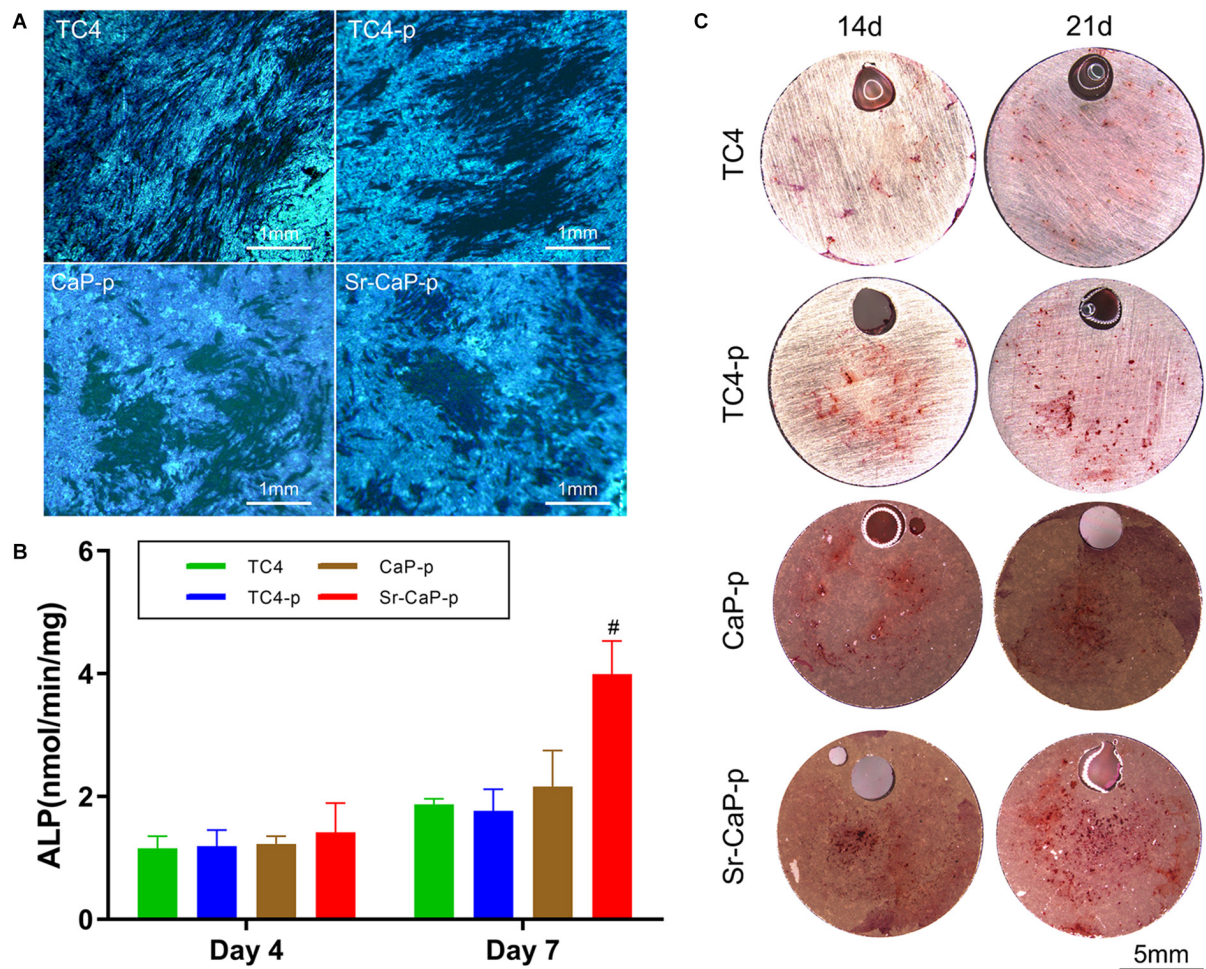 A
TC4
1mm
TC4-p
1mm
CaP-p
1mm
Sr-CaP-p
1mm
B
ALP(nmol/min/mg)
6
4
2
0
TC4
CaP-p
TC4-p
Sr-CaP-p
#
Day 4
Day 7
C
14d
21d
TC4
TC4-p
CaP-p
Sr-CaP-p
5mm